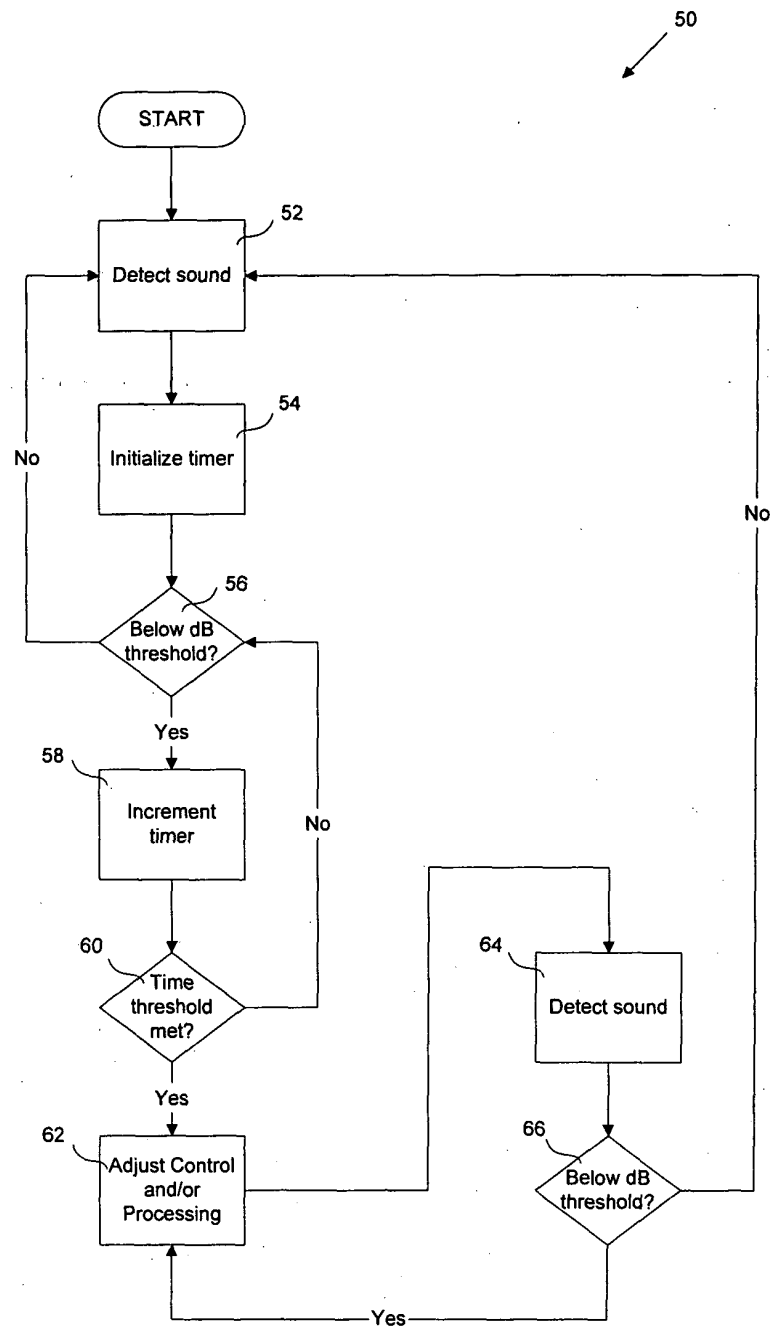 50
START
52
Detect sound
54
Initialize timer
No
56
Below dB
threshold?
Yes
No
58
Increment
timer
No
60
Time
threshold
met?
Yes
62
Adjust Control
and/or
Processing
64
Detect sound
66
Below dB
threshold?
Yes